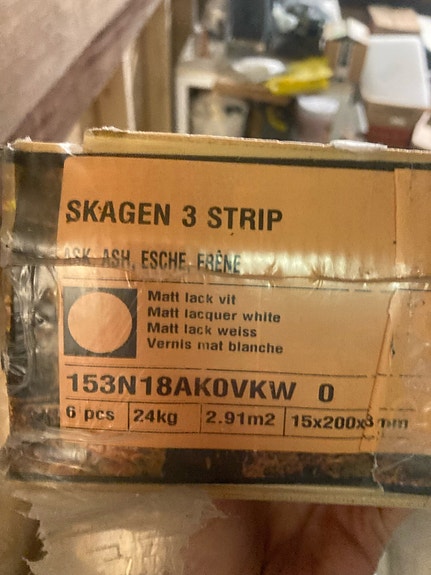 SKAGEN 3 STRIP
ASK, ASH, ESCHE, FRÊNE
Matt lack vit
Matt lacquer white
Matt lack weiss
Vernis mat blanche
153N18AK0VKW 0
6 pcs 24kg 2.91m2 15x200x mm